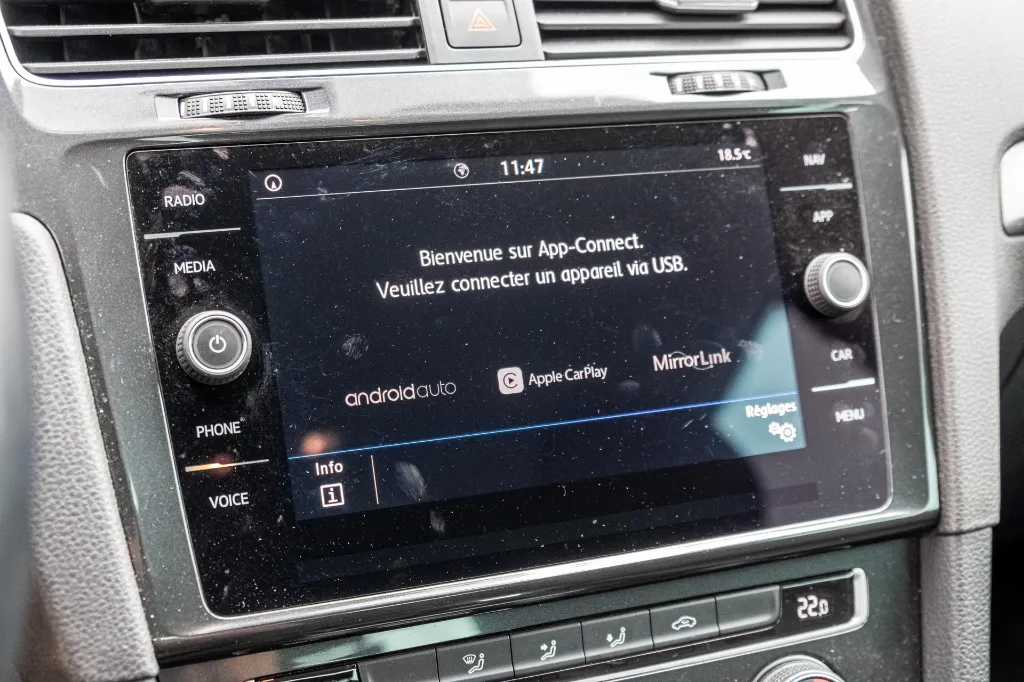 11:47
18.5°C
RADIO
MEDIA
PHONE
VOICE
Bienvenue sur App-Connect.
Veuillez connecter un appareil via USB.
androidauto
Apple CarPlay
MirrorLink
Info
i
Réglages
NAV
APP
CAR
MENU
22.0